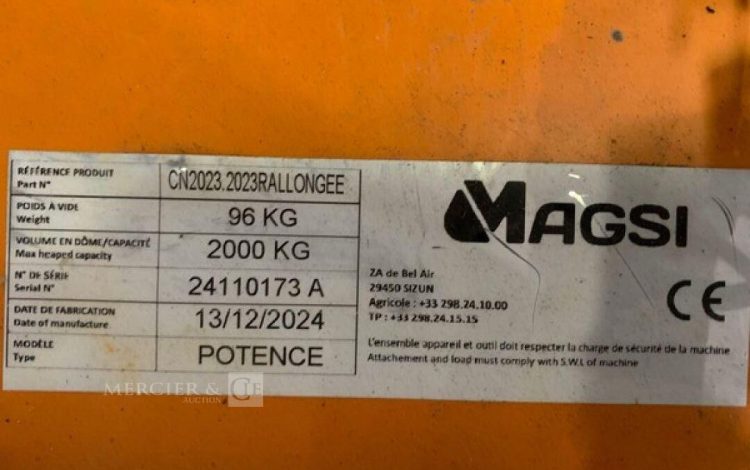 RÉFÉRENCE PRODUIT
Part N°
CN2023.2023RALLONGEE
POIDS A VIDE
Weight
96 KG
VOLUME EN DÔME/CAPACITÉ
Max heaped capacity
2000 KG
N° DE SÉRIE
Serial N°
24110173 A
DATE DE FABRICATION
Date of manufacture
13/12/2024
MODÈLE
Type
POTENCE
MAGSI
ZA de Bel Air
29450 SIZUN
Agricole : +33 298.24.10.00
TP : +33 298.24.15.15
CE
L'ensemble appareil et outil doit respecter la charge de sécurité de la machine
Attachement and load must comply with S.W.L of machine
MERCIER & CIE
AUCTION